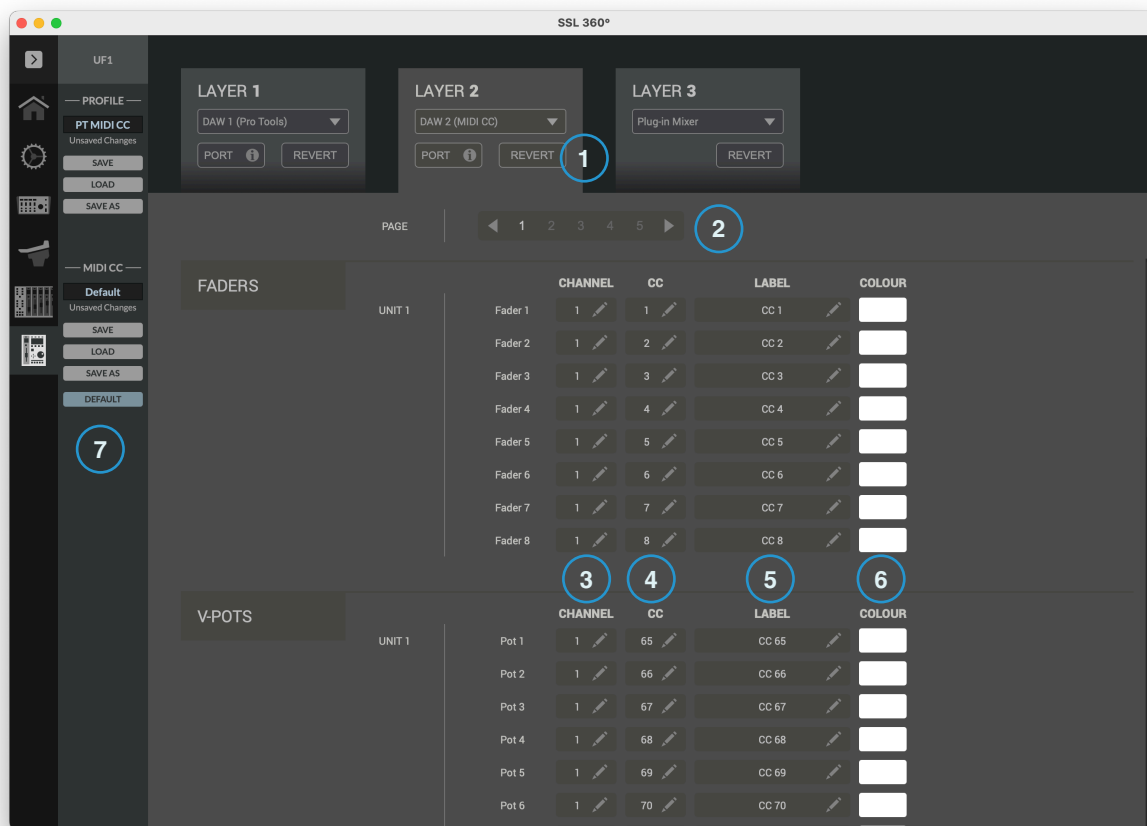 SSL 360°
UF1
PROFILE
PT MIDI CC
Unsaved Changes
SAVE
LOAD
SAVE AS
MIDI CC
Default
Unsaved Changes
SAVE
LOAD
SAVE AS
DEFAULT
7
LAYER 1
DAW 1 (Pro Tools)
PORT i REVERT
LAYER 2
DAW 2 (MIDI CC)
PORT i REVERT
1
LAYER 3
Plug-in Mixer
REVERT
PAGE 1 2 3 4 5
2
FADERS
CHANNEL CC LABEL COLOUR
UNIT 1 Fader 1 1 1 CC 1
Fader 2 1 2 CC 2
Fader 3 1 3 CC 3
Fader 4 1 4 CC 4
Fader 5 1 5 CC 5
Fader 6 1 6 CC 6
Fader 7 1 7 CC 7
Fader 8 1 8 CC 8
3 4 5 6
V-POTS
CHANNEL CC LABEL COLOUR
UNIT 1 Pot 1 1 65 CC 65
Pot 2 1 66 CC 66
Pot 3 1 67 CC 67
Pot 4 1 68 CC 68
Pot 5 1 69 CC 69
Pot 6 1 70 CC 70